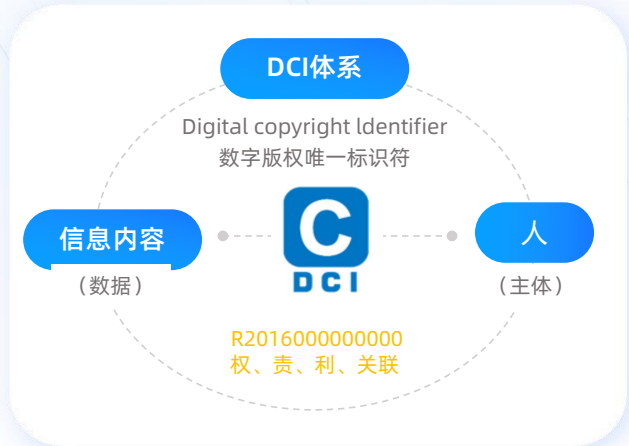 DCI体系
Digital copyright ldentifier
数字版权唯一标识符
信息内容
C
人
DCI
（数据）
（主体）
R2016000000000
权、责、利、关联